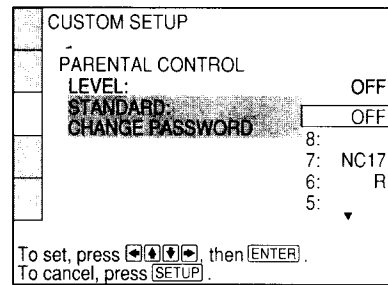 CUSTOM SETUP
PARENTAL CONTROL
LEVEL: OFF
STANDARD: OFF
CHANGE PASSWORD
8:
7: NC17
6: R
5:
To set, press , then ENTER.
To cancel, press SETUP.